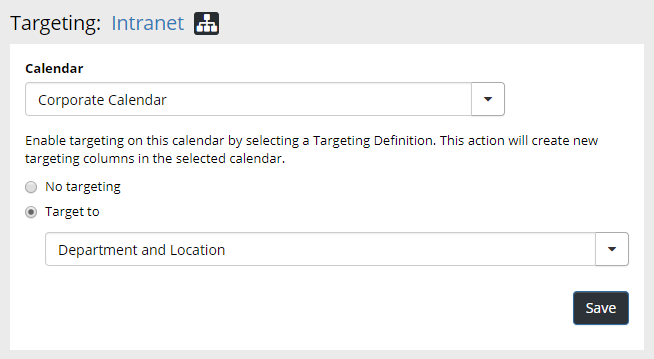 Targeting: Intranet
Calendar
Corporate Calendar
Enable targeting on this calendar by selecting a Targeting Definition. This action will create new
targeting columns in the selected calendar.
No targeting
Target to
Department and Location
Save